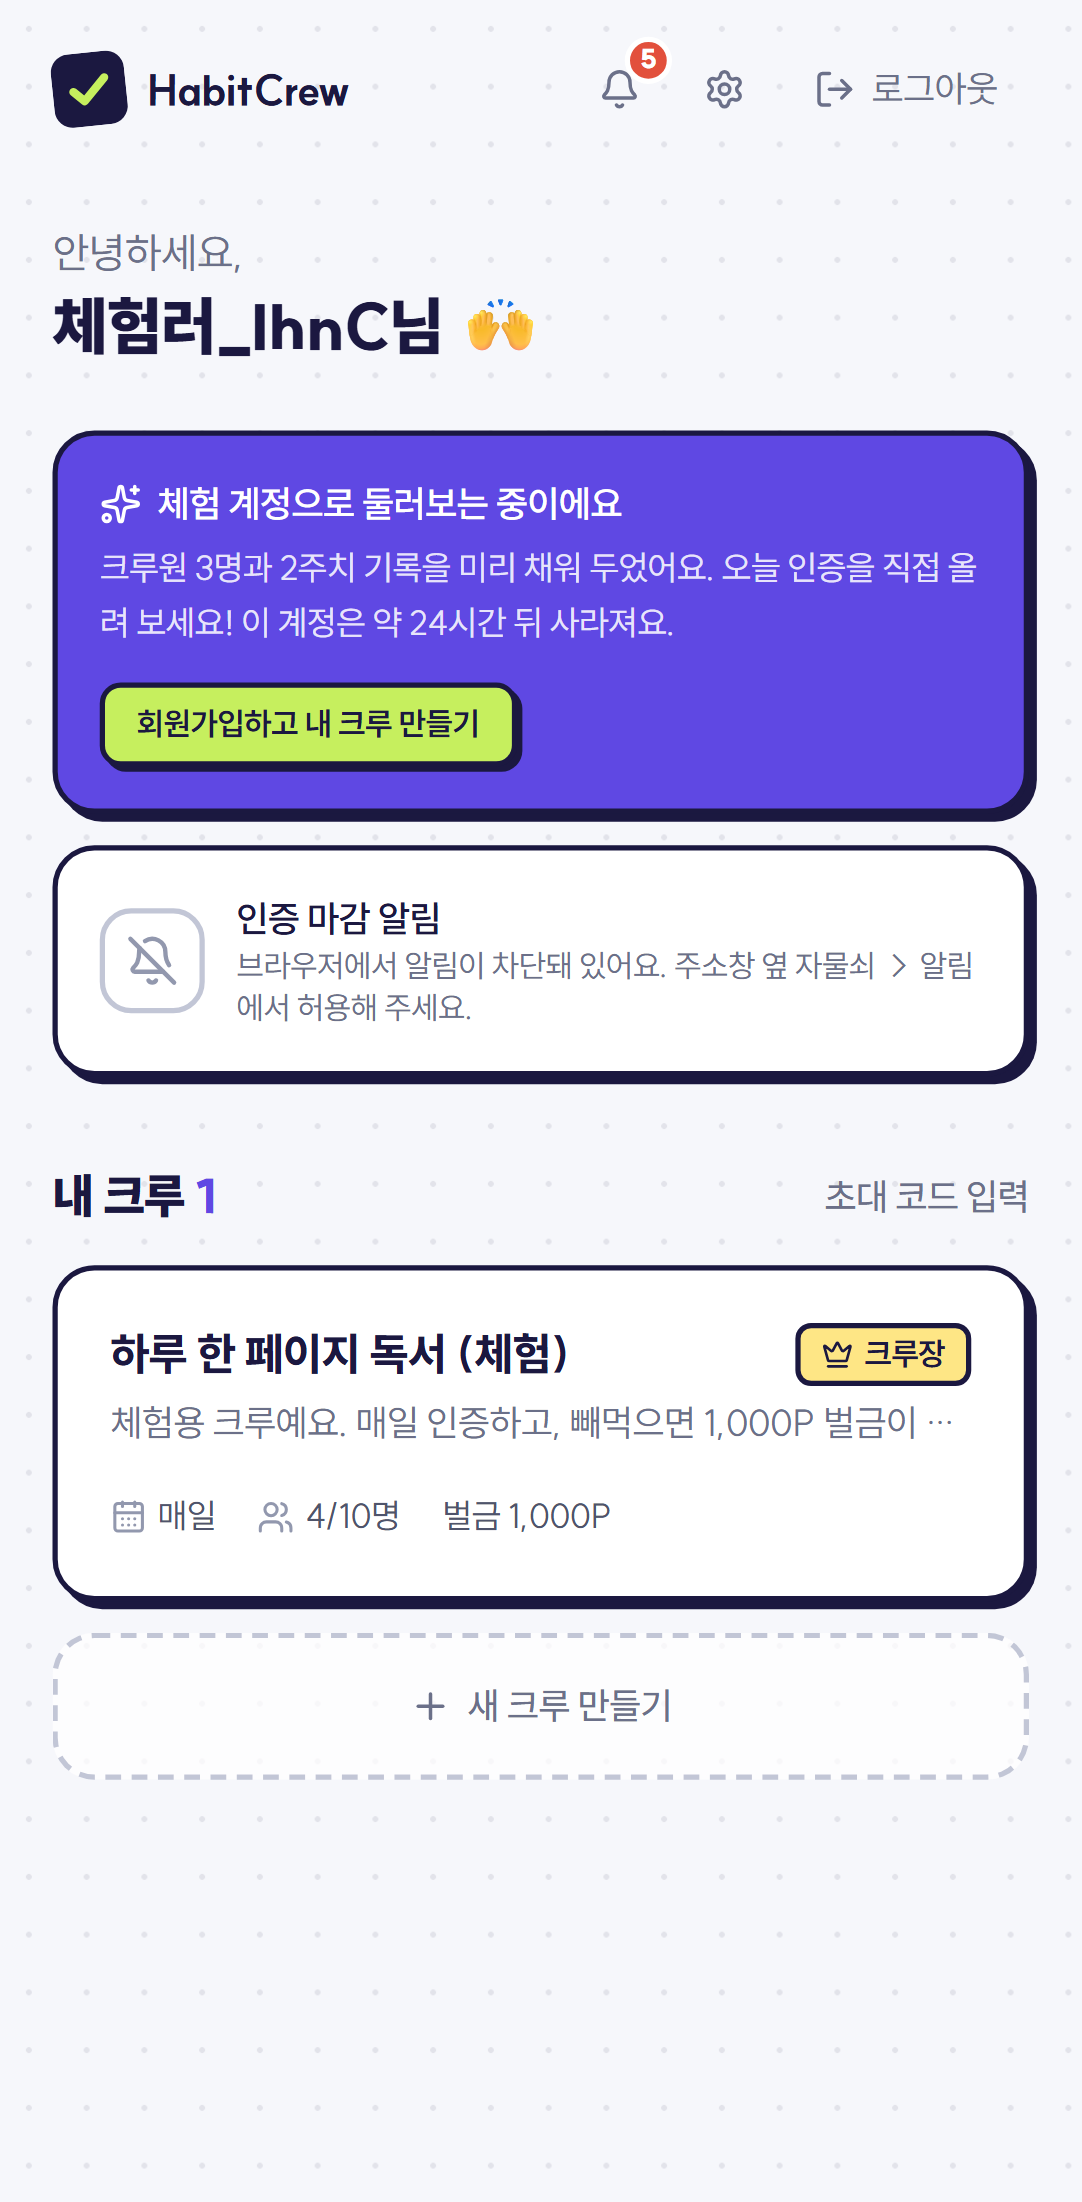 HabitCrew
5
로그아웃
안녕하세요,
체험러_IhnC님 🙌
체험 계정으로 둘러보는 중이에요
크루원 3명과 2주치 기록을 미리 채워 두었어요. 오늘 인증을 직접 올
려 보세요! 이 계정은 약 24시간 뒤 사라져요.
회원가입하고 내 크루 만들기
인증 마감 알림
브라우저에서 알림이 차단돼 있어요. 주소창 옆 자물쇠 > 알림
에서 허용해 주세요.
내 크루 1
초대 코드 입력
하루 한 페이지 독서 (체험)
크루장
체험용 크루예요. 매일 인증하고, 빼먹으면 1,000P 벌금이 …
매일
4/10명
벌금 1,000P
+ 새 크루 만들기